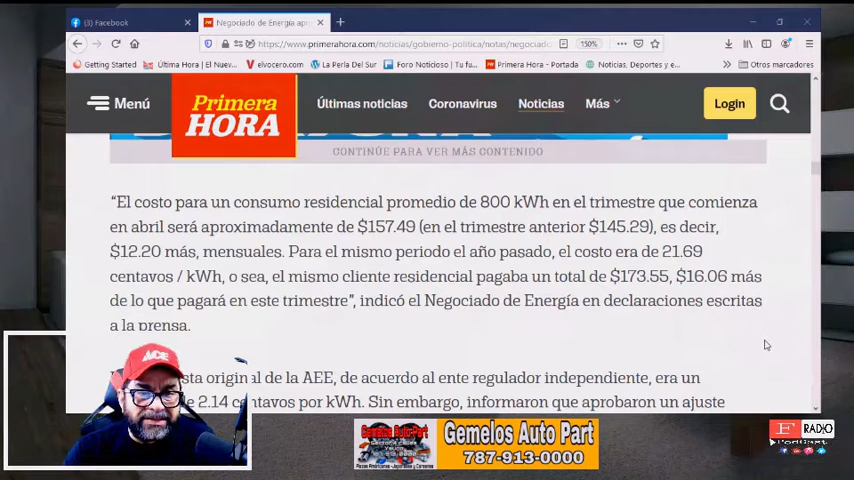 (3) Facebook
Negociado de Energía apr
https://www.primerahora.com/noticias/gobierno-politica/notas/negociado
150%
Getting Started
Última Hora | El Nuev...
elvocero.com
La Perla Del Sur
Foro Noticioso | Tu fu...
Primera Hora - Portada
Noticias, Deportes y e...
Otros marcadores
Menú
Primera
HORA
Últimas noticias
Coronavirus
Noticias
Más
Login
CONTINÚE PARA VER MÁS CONTENIDO
“El costo para un consumo residencial promedio de 800 kWh en el trimestre que comienza
en abril será aproximadamente de $157.49 (en el trimestre anterior $145.29), es decir,
$12.20 más, mensuales. Para el mismo periodo el año pasado, el costo era de 21.69
centavos / kWh, o sea, el mismo cliente residencial pagaba un total de $173.55, $16.06 más
de lo que pagará en este trimestre”, indicó el Negociado de Energía en declaraciones escritas
a la prensa.
original de la AEE, de acuerdo al ente regulador independiente, era un
2.14 centavos por kWh. Sin embargo, informaron que aprobaron un ajuste
ACE
Gemelos Auto Part
Gemelos Auto Part
787-913-0000
F RADIO
PODCAST